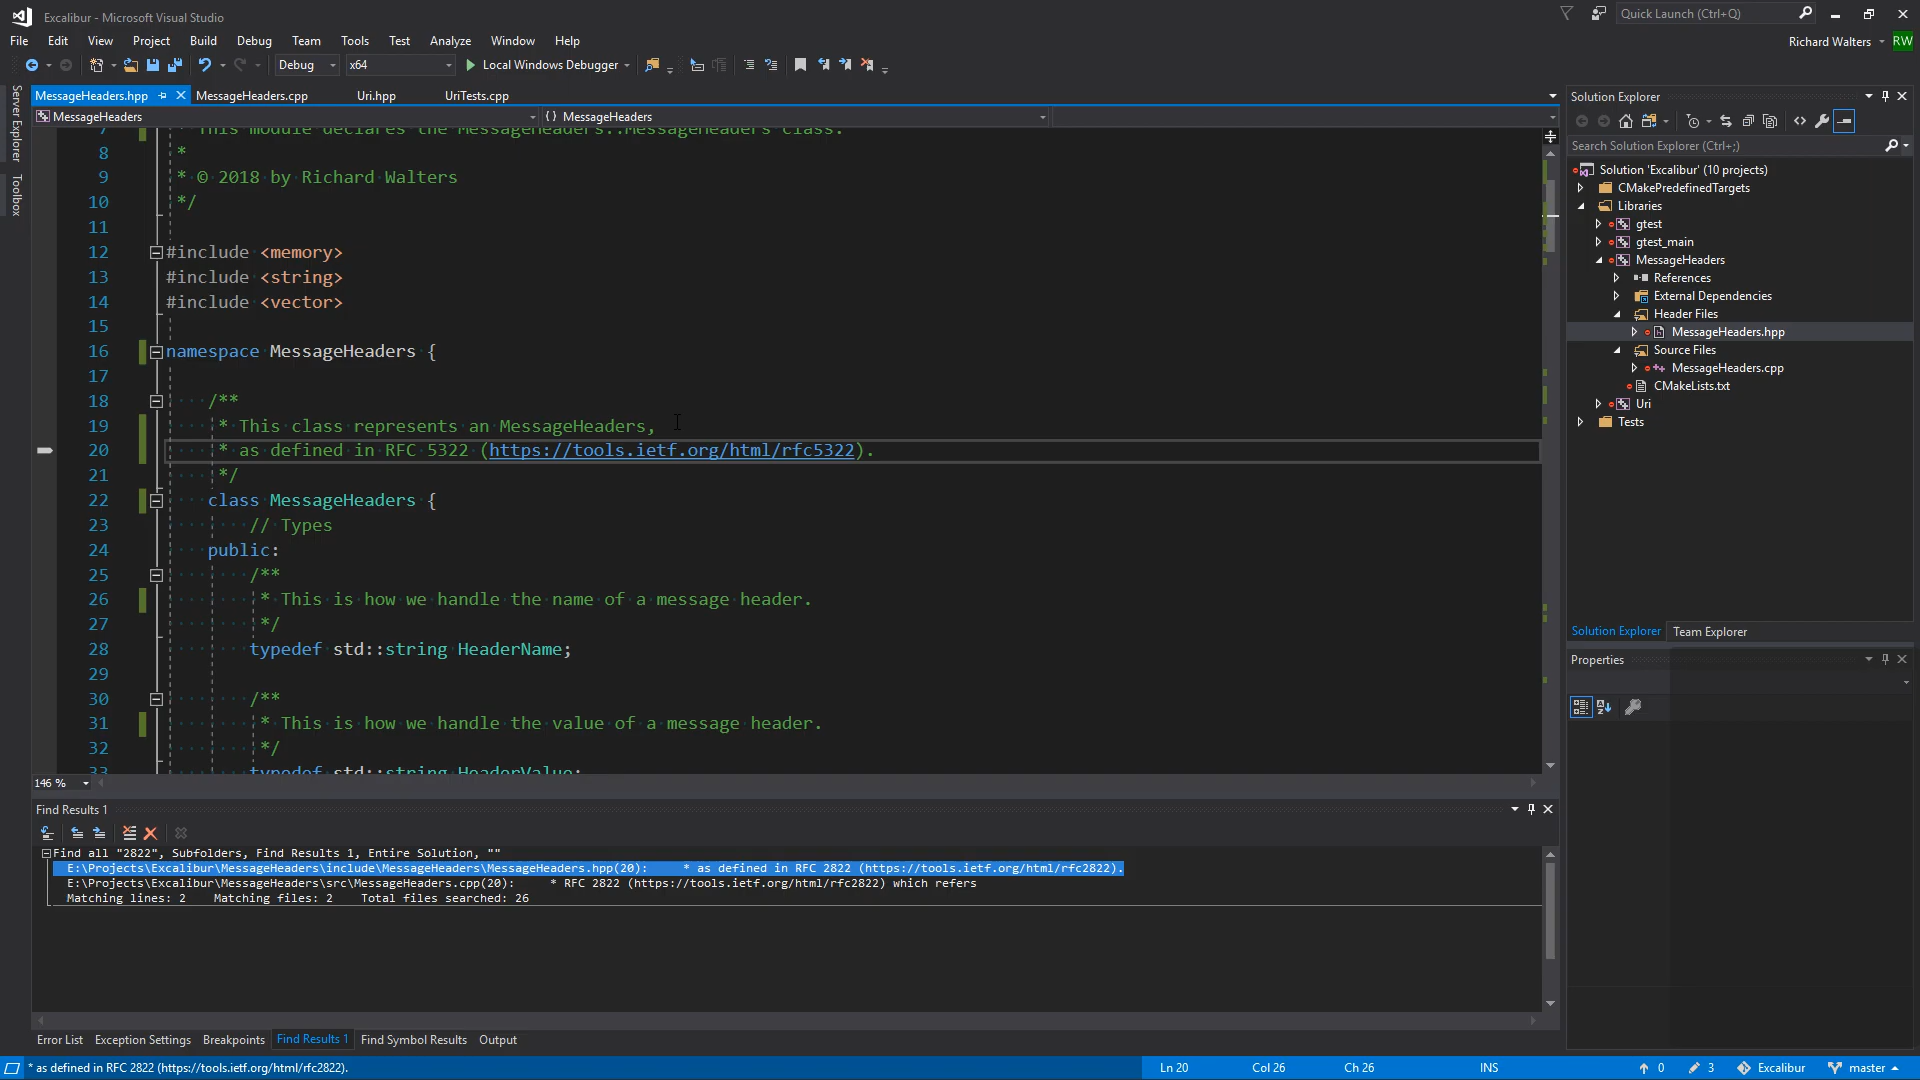 Excalibur - Microsoft Visual Studio
Quick Launch (Ctrl+Q)
File Edit View Project Build Debug Team Tools Test Analyze Window Help
Richard Walters RW
Debug x64 Local Windows Debugger
Server Explorer
Toolbox
MessageHeaders.hpp MessageHeaders.cpp Uri.hpp UriTests.cpp
MessageHeaders {} MessageHeaders
7 * This module declares the MessageHeaders::MessageHeaders class.
8 *
9 * © 2018 by Richard Walters
10 */
11
12 #include <memory>
13 #include <string>
14 #include <vector>
15
16 namespace MessageHeaders {
17
18 /**
19 * This class represents an MessageHeaders,
20 * as defined in RFC 5322 (https://tools.ietf.org/html/rfc5322).
21 */
22 class MessageHeaders {
23 // Types
24 public:
25 /**
26 * This is how we handle the name of a message header.
27 */
28 typedef std::string HeaderName;
29
30 /**
31 * This is how we handle the value of a message header.
32 */
33 typedef std::string HeaderValue;
146 %
Find Results 1
Find all "2822", Subfolders, Find Results 1, Entire Solution, ""
E:\Projects\Excalibur\MessageHeaders\include\MessageHeaders\MessageHeaders.hpp(20): * as defined in RFC 2822 (https://tools.ietf.org/html/rfc2822).
E:\Projects\Excalibur\MessageHeaders\src\MessageHeaders.cpp(20): * RFC 2822 (https://tools.ietf.org/html/rfc2822) which refers
Matching lines: 2 Matching files: 2 Total files searched: 26
Error List Exception Settings Breakpoints Find Results 1 Find Symbol Results Output
Solution Explorer
Search Solution Explorer (Ctrl+;)
Solution 'Excalibur' (10 projects)
CMakePredefinedTargets
Libraries
gtest
gtest_main
MessageHeaders
References
External Dependencies
Header Files
MessageHeaders.hpp
Source Files
MessageHeaders.cpp
CMakeLists.txt
Uri
Tests
Solution Explorer Team Explorer
Properties
* as defined in RFC 2822 (https://tools.ietf.org/html/rfc2822).
Ln 20 Col 26 Ch 26 INS 0 3 Excalibur master